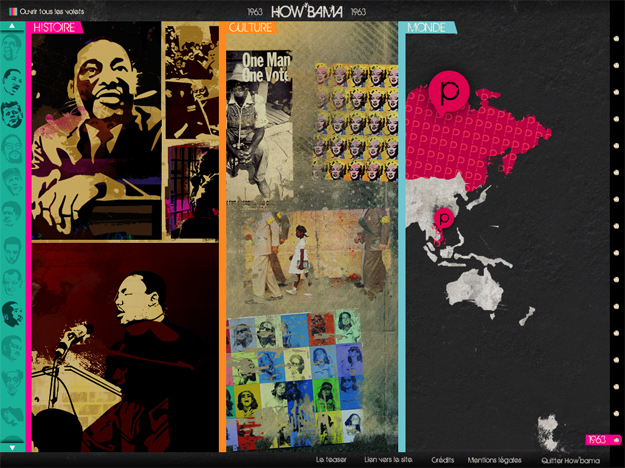 Ouvrir tous les volets
1963 HOW'BAMA 1963
HISTOIRE
CULTURE
MONDE
One Man
One Vote
p
p
1963
Le teaser Lien vers le site Crédits Mentions légales Quitter How'bama